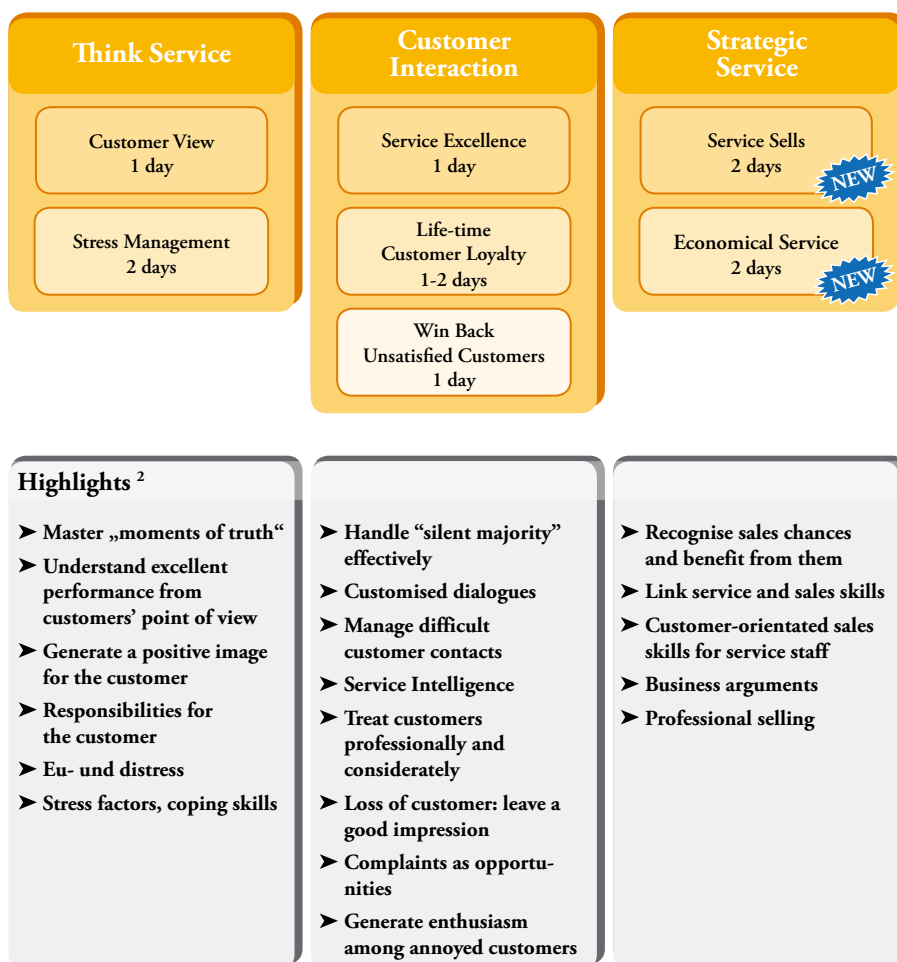 Think Service
Customer View
1 day
Stress Management
2 days
Customer
Interaction
Service Excellence
1 day
Life-time
Customer Loyalty
1-2 days
Win Back
Unsatisfied Customers
1 day
Strategic
Service
Service Sells
2 days
NEW
Economical Service
2 days
NEW
Highlights 2
➤ Master „moments of truth“
➤ Understand excellent
performance from
customers’ point of view
➤ Generate a positive image
for the customer
➤ Responsibilities for
the customer
➤ Eu- und distress
➤ Stress factors, coping skills
➤ Handle “silent majority”
effectively
➤ Customised dialogues
➤ Manage difficult
customer contacts
➤ Service Intelligence
➤ Treat customers
professionally and
considerately
➤ Loss of customer: leave a
good impression
➤ Complaints as opportu-
nities
➤ Generate enthusiasm
among annoyed customers
➤ Recognise sales chances
and benefit from them
➤ Link service and sales skills
➤ Customer-orientated sales
skills for service staff
➤ Business arguments
➤ Professional selling